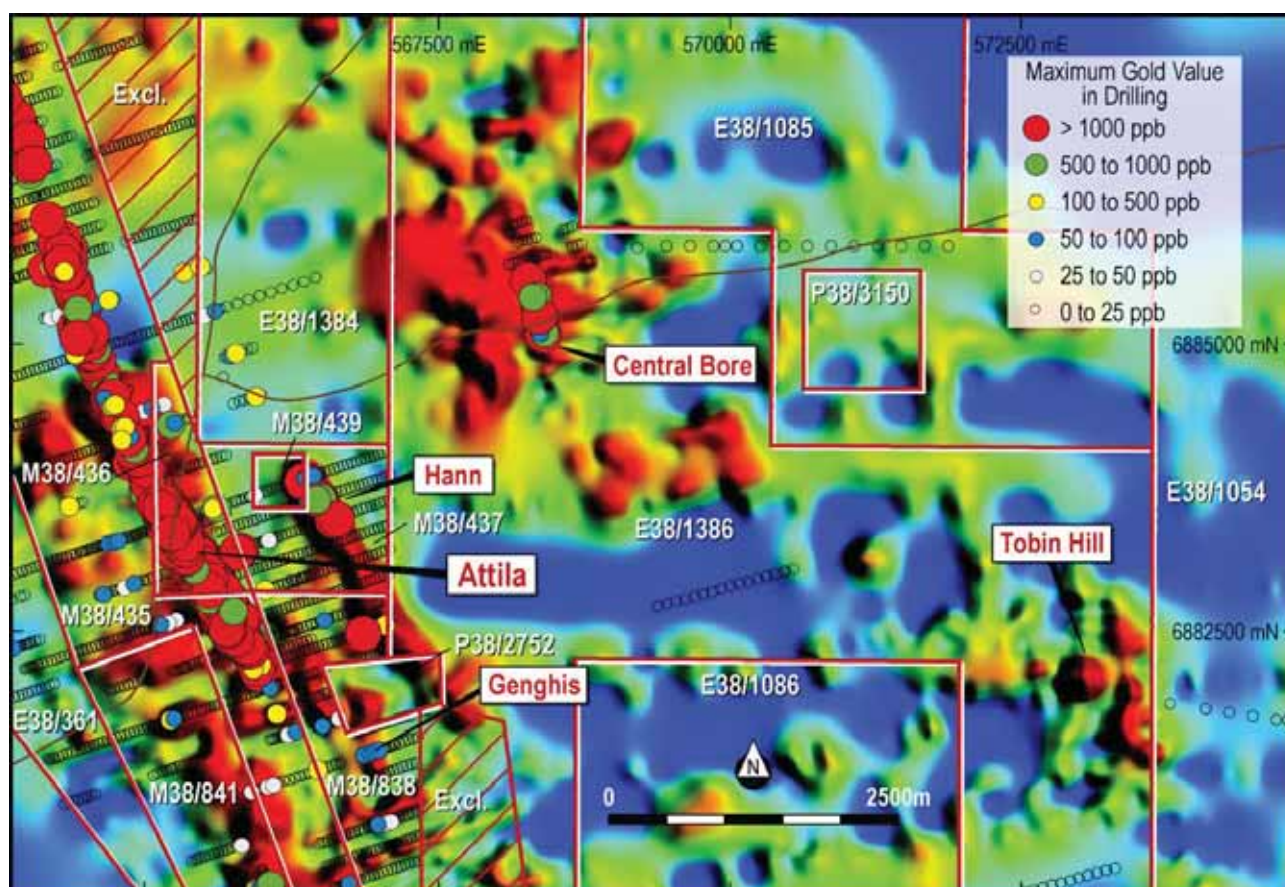 567500 mE
570000 mE
572500 mE
Maximum Gold Value
in Drilling
> 1000 ppb
500 to 1000 ppb
100 to 500 ppb
50 to 100 ppb
25 to 50 ppb
0 to 25 ppb
Excl.
E38/1085
P38/3150
E38/1384
6885000 mN
Central Bore
M38/439
M38/436
Hann
E38/1054
M38/437
E38/1386
Tobin Hill
Attila
M38/435
6882500 mN
P38/2752
Genghis
E38/1086
E38/361
N
M38/841
M38/838
Excl.
0
2500m